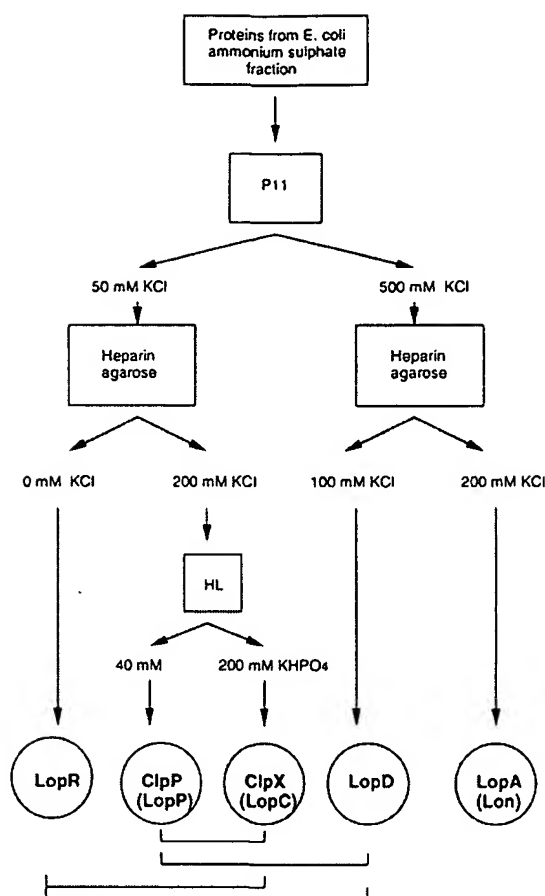 Proteins from E. coli
ammonium sulphate
fraction
P11
50 mM KCl
500 mM KCl
Heparin
agarose
Heparin
agarose
0 mM KCl
200 mM KCl
100 mM KCl
200 mM KCl
HL
40 mM
200 mM KHPO4
LopR
ClpP
(LopP)
ClpX
(LopC)
LopD
LopA
(Lon)